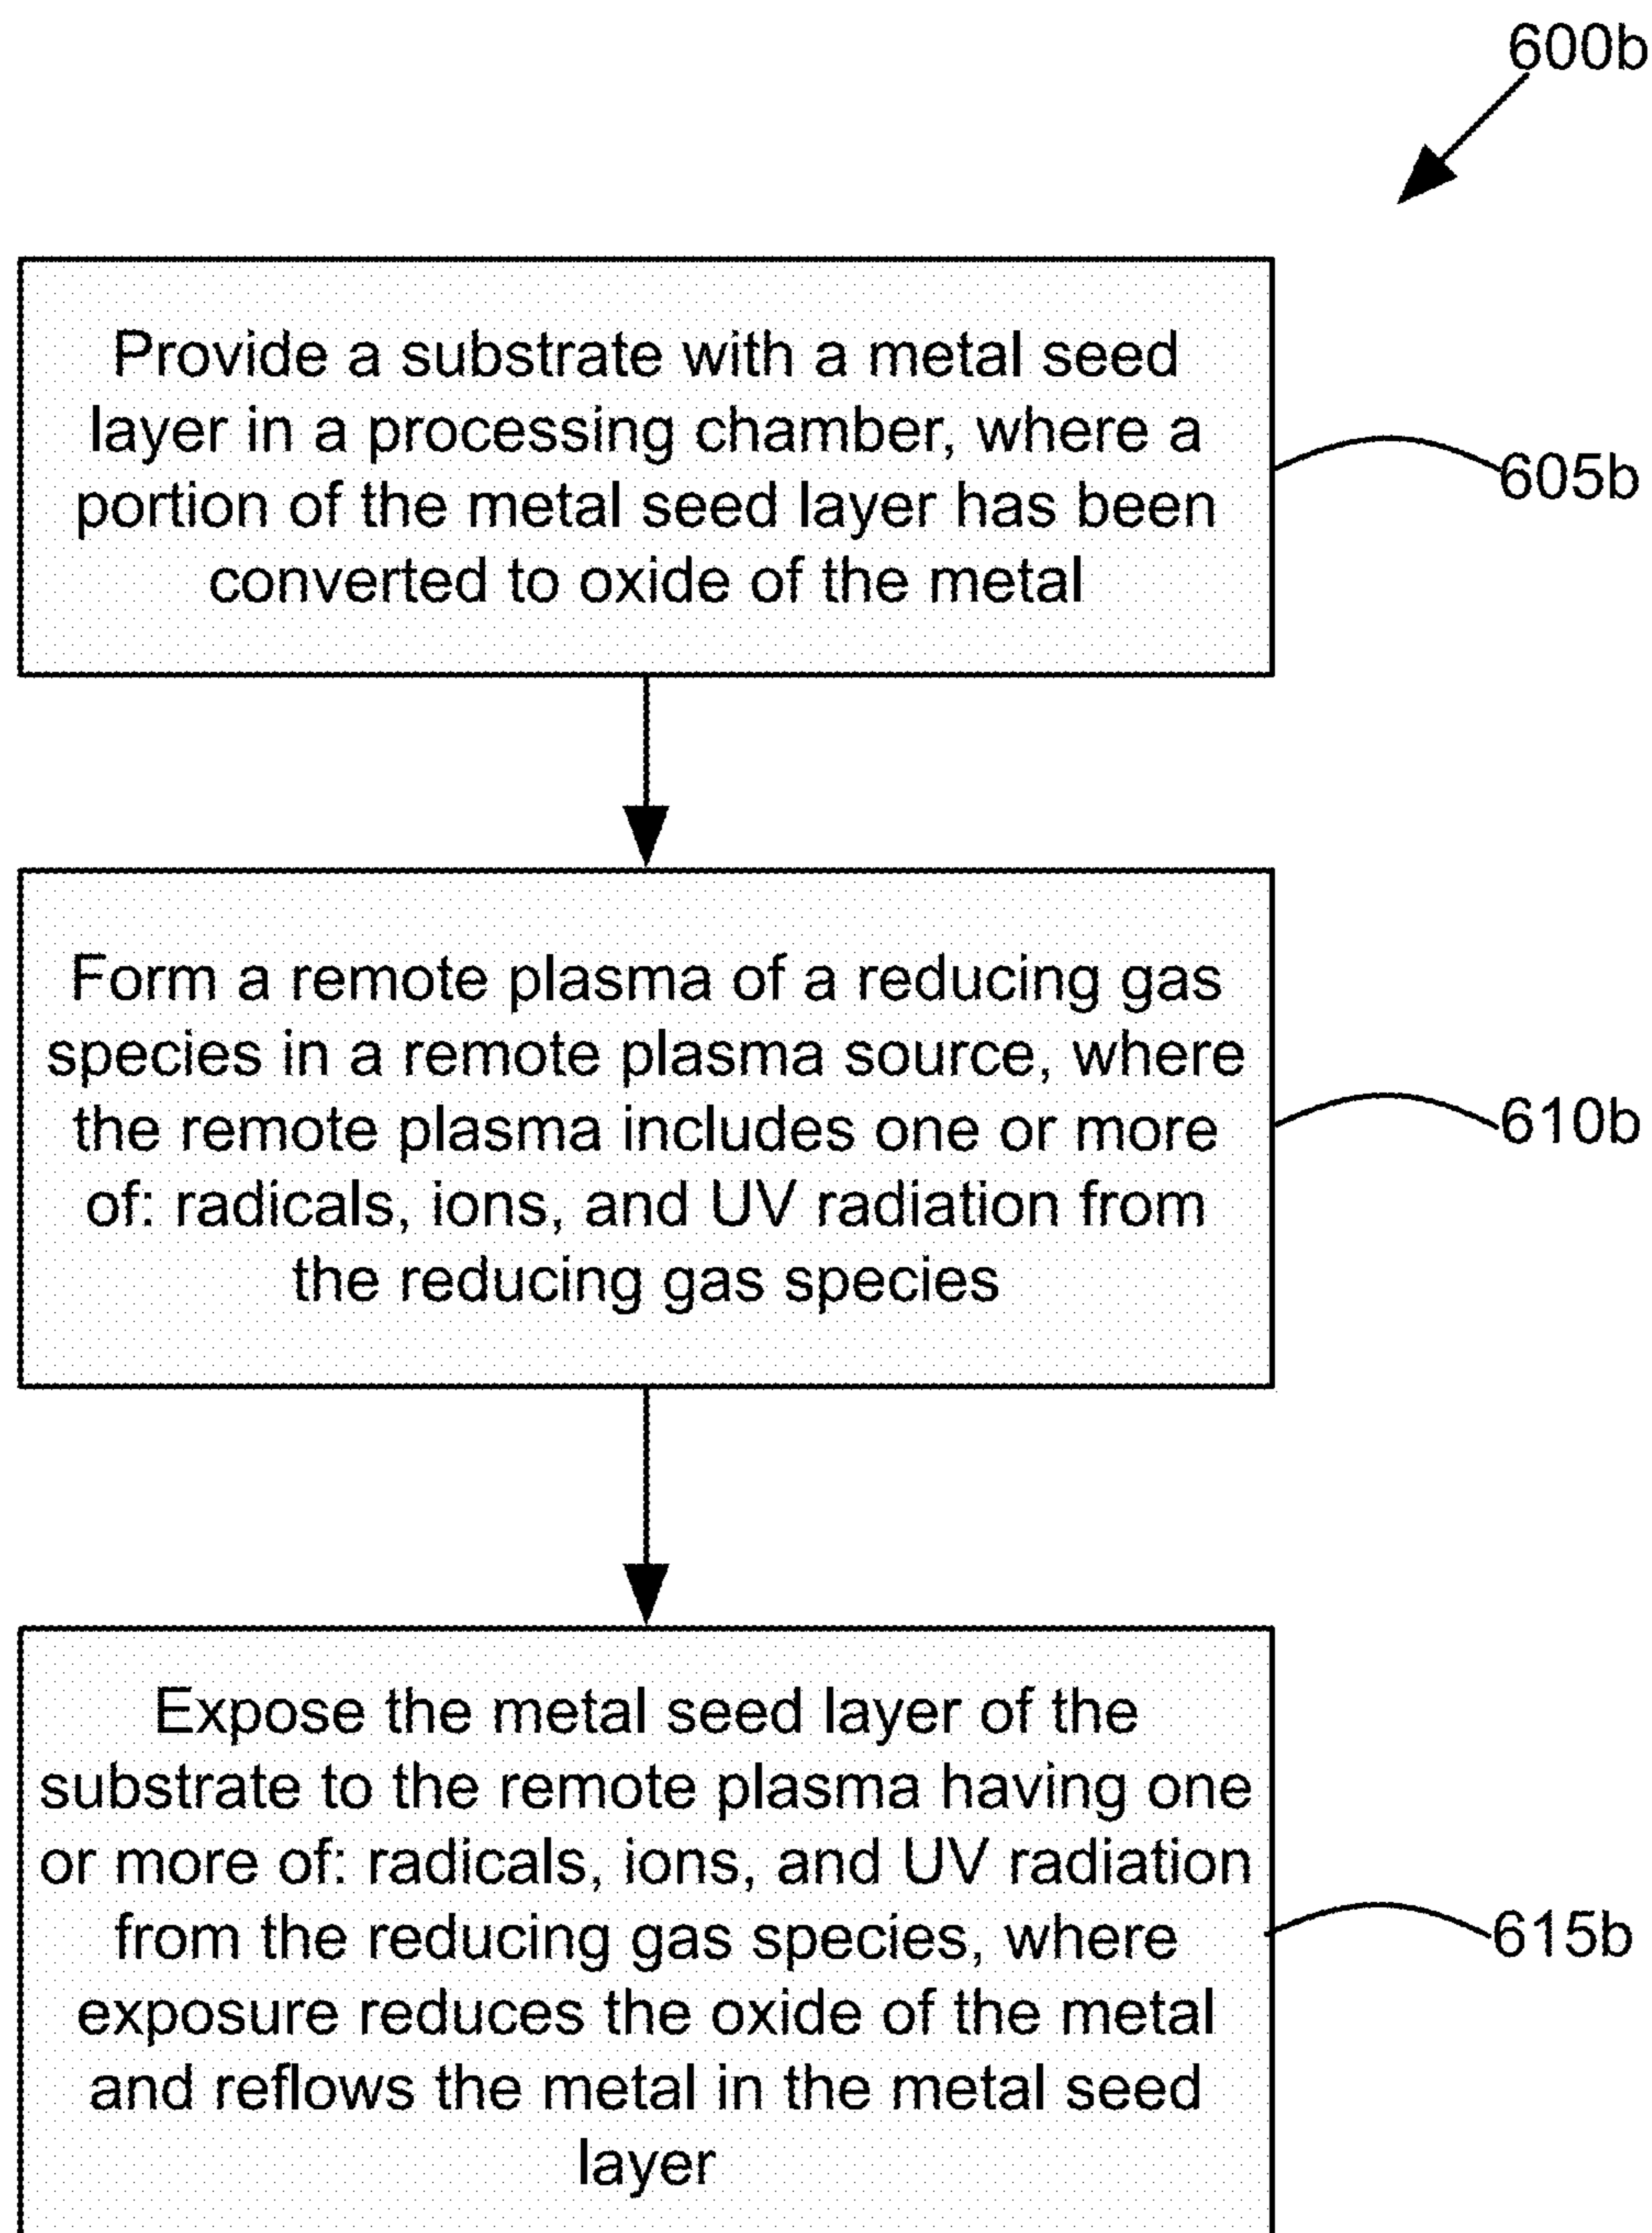 600b
Provide a substrate with a metal seed
layer in a processing chamber, where a
portion of the metal seed layer has been
converted to oxide of the metal
605b
Form a remote plasma of a reducing gas
species in a remote plasma source, where
the remote plasma includes one or more
of: radicals, ions, and UV radiation from
the reducing gas species
610b
Expose the metal seed layer of the
substrate to the remote plasma having one
or more of: radicals, ions, and UV radiation
from the reducing gas species, where
exposure reduces the oxide of the metal
and reflows the metal in the metal seed
layer
615b